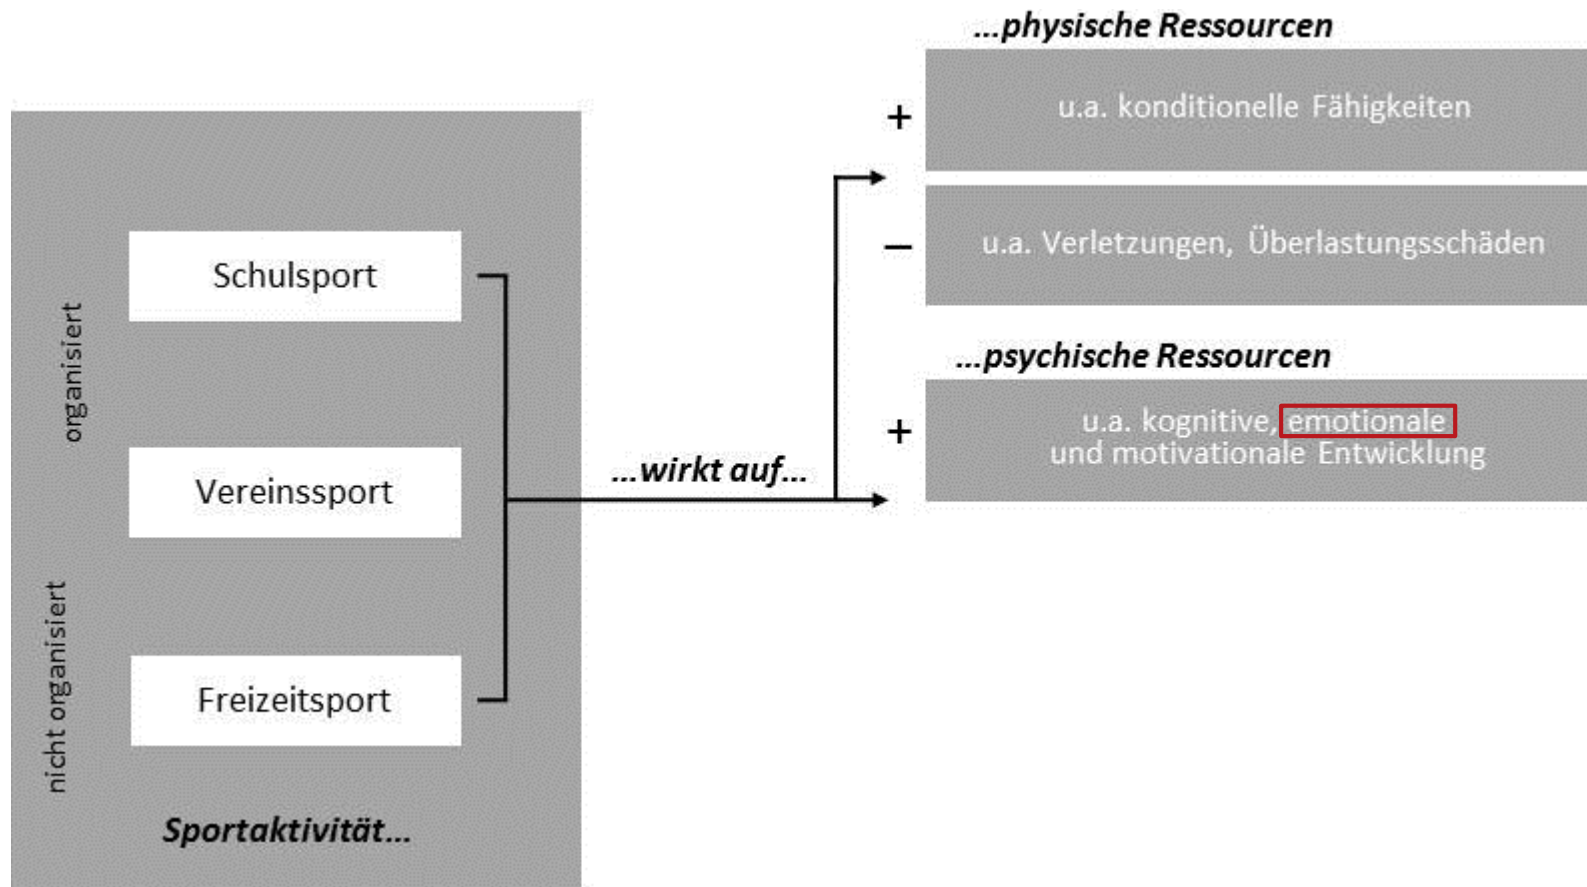 organisiert
nicht organisiert
Schulsport
Vereinssport
Freizeitsport
Sportaktivität...
...wirkt auf...
...physische Ressourcen
+
u.a. konditionelle Fähigkeiten
–
u.a. Verletzungen, Überlastungsschäden
...psychische Ressourcen
+
u.a. kognitive, emotionale
und motivationale Entwicklung